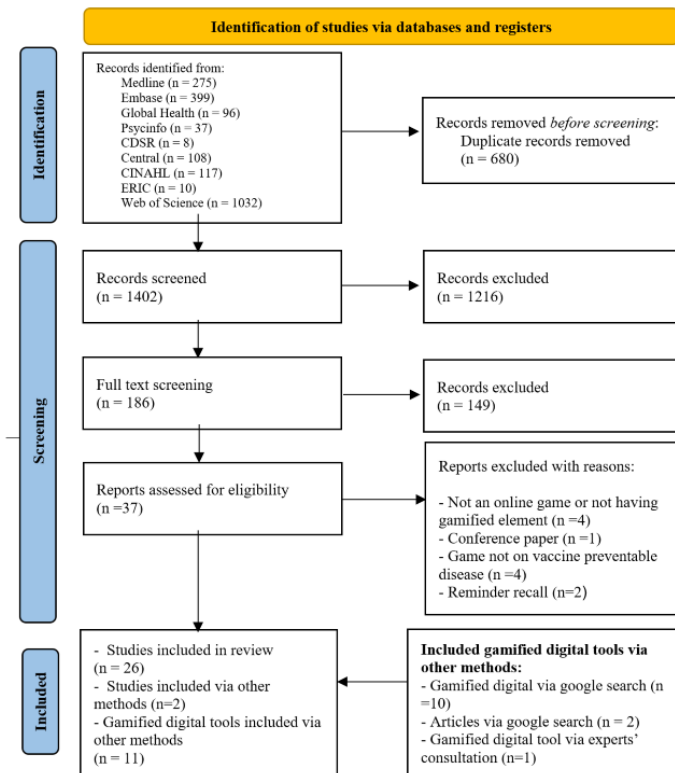 Identification of studies via databases and registers
Identification
Records identified from:
Medline (n = 275)
Embase (n = 399)
Global Health (n = 96)
Psycinfo (n = 37)
CDSR (n = 8)
Central (n = 108)
CINAHL (n = 117)
ERIC (n = 10)
Web of Science (n = 1032)
Records removed before screening:
Duplicate records removed
(n = 680)
Screening
Records screened
(n = 1402)
Records excluded
(n = 1216)
Full text screening
(n = 186)
Records excluded
(n = 149)
Reports assessed for eligibility
(n =37)
Reports excluded with reasons:
- Not an online game or not having
gamified element (n =4)
- Conference paper (n =1)
- Game not on vaccine preventable
disease (n =4)
- Reminder recall (n=2)
Included
- Studies included in review
(n = 26)
- Studies included via other
methods (n=2)
- Gamified digital tools included via
other methods
(n = 11)
Included gamified digital tools via
other methods:
- Gamified digital via google search (n
=10)
- Articles via google search (n = 2)
- Gamified digital tool via experts'
consultation (n=1)